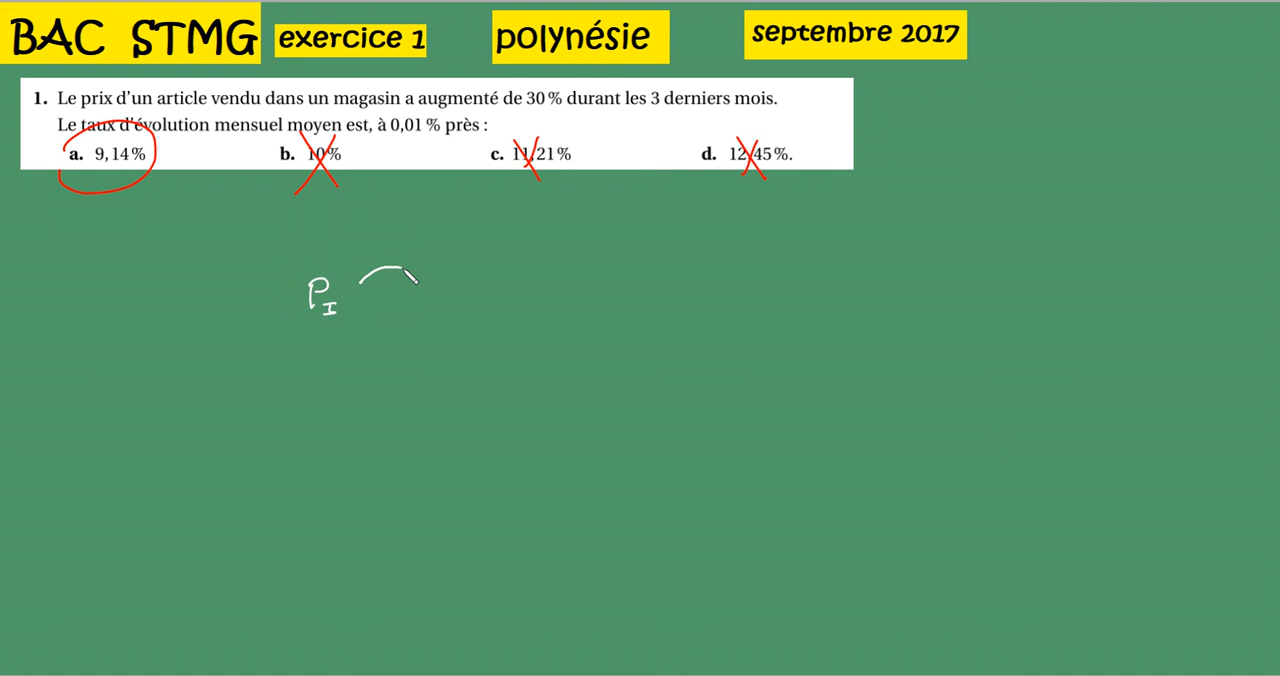 BAC STMG exercice 1 polynésie septembre 2017
1. Le prix d'un article vendu dans un magasin a augmenté de 30% durant les 3 derniers mois.
Le taux d'évolution mensuel moyen est, à 0,01% près :
a. 9,14% b. 10% c. 11,21% d. 12,45%.
P_I